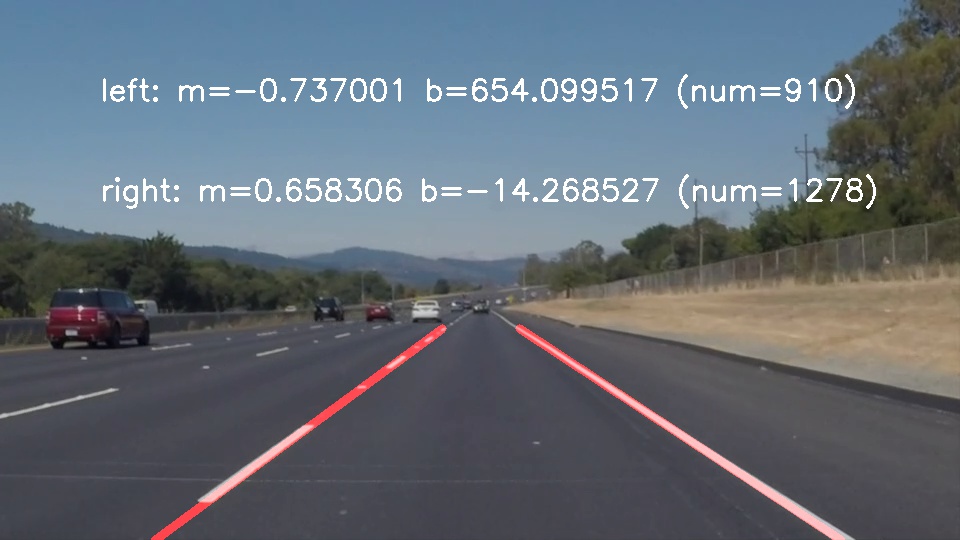 left: m=-0.737001 b=654.099517 (num=910)
right: m=0.658306 b=-14.268527 (num=1278)